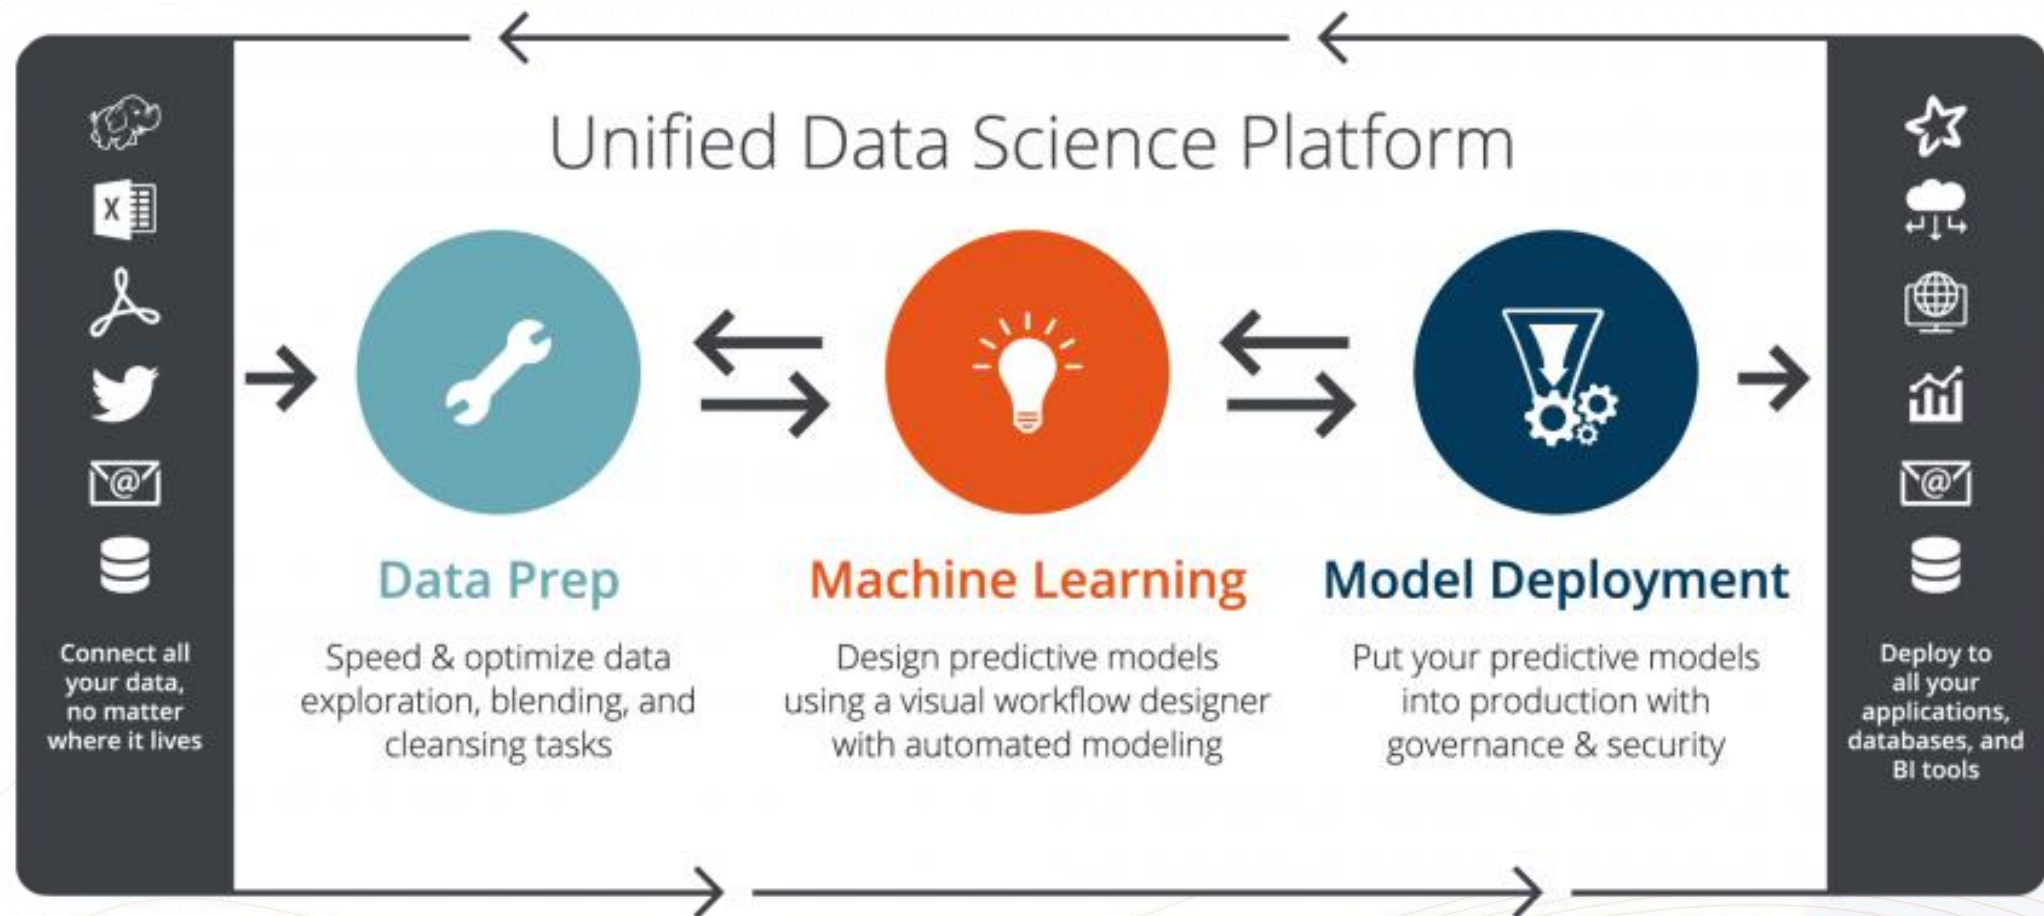 Unified Data Science Platform
X
@
Connect all
your data,
no matter
where it lives
Data Prep
Speed & optimize data
exploration, blending, and
cleansing tasks
Machine Learning
Design predictive models
using a visual workflow designer
with automated modeling
Model Deployment
Put your predictive models
into production with
governance & security
@
Deploy to
all your
applications,
databases, and
BI tools